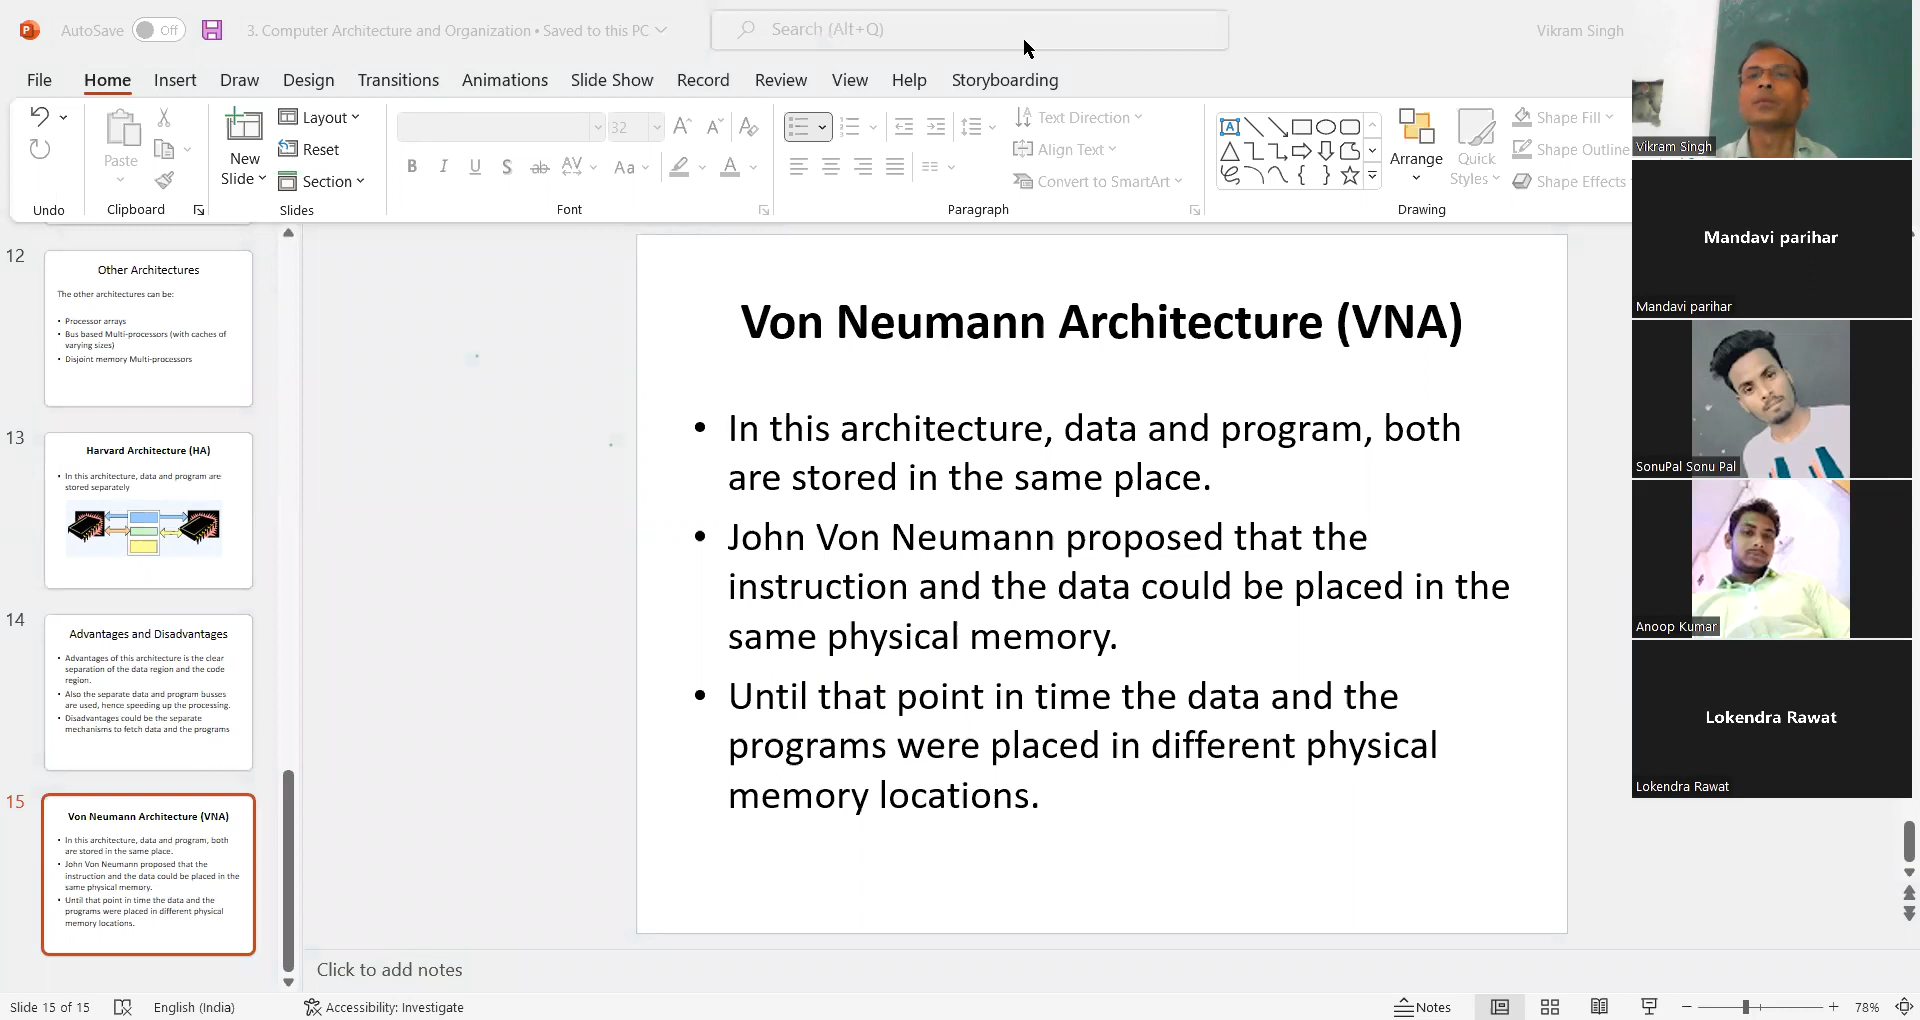 AutoSave Off 3. Computer Architecture and Organization • Saved to this PC Search (Alt+Q) Vikram Singh
File Home Insert Draw Design Transitions Animations Slide Show Record Review View Help Storyboarding
Paste
New
Slide
Layout
Reset
Section
32
B I U S ab AV Aa A
Text Direction
Align Text
Convert to SmartArt
Arrange
Quick
Styles
Shape Fill
Shape Outline
Shape Effects
Undo Clipboard Slides Font Paragraph Drawing
12
Other Architectures
The other architectures can be:
• Processor arrays
• Bus based Multi-processors (with caches of
varying sizes)
• Disjoint memory Multi-processors
13
Harvard Architecture (HA)
• In this architecture, data and program are
stored separately
14
Advantages and Disadvantages
• Advantages of this architecture is the clear
separation of the data region and the code
region.
• Also the separate data and program busses
are used, hence speeding up the processing.
• Disadvantages could be the separate
mechanisms to fetch data and the programs
15
Von Neumann Architecture (VNA)
• In this architecture, data and program, both
are stored in the same place.
• John Von Neumann proposed that the
instruction and the data could be placed in the
same physical memory.
• Until that point in time the data and the
programs were placed in different physical
memory locations.
Von Neumann Architecture (VNA)
• In this architecture, data and program, both
are stored in the same place.
• John Von Neumann proposed that the
instruction and the data could be placed in the
same physical memory.
• Until that point in time the data and the
programs were placed in different physical
memory locations.
Click to add notes
Slide 15 of 15 English (India) Accessibility: Investigate Notes 78%
Vikram Singh
Mandavi parihar
Mandavi parihar
SonuPal Sonu Pal
Anoop Kumar
Lokendra Rawat
Lokendra Rawat